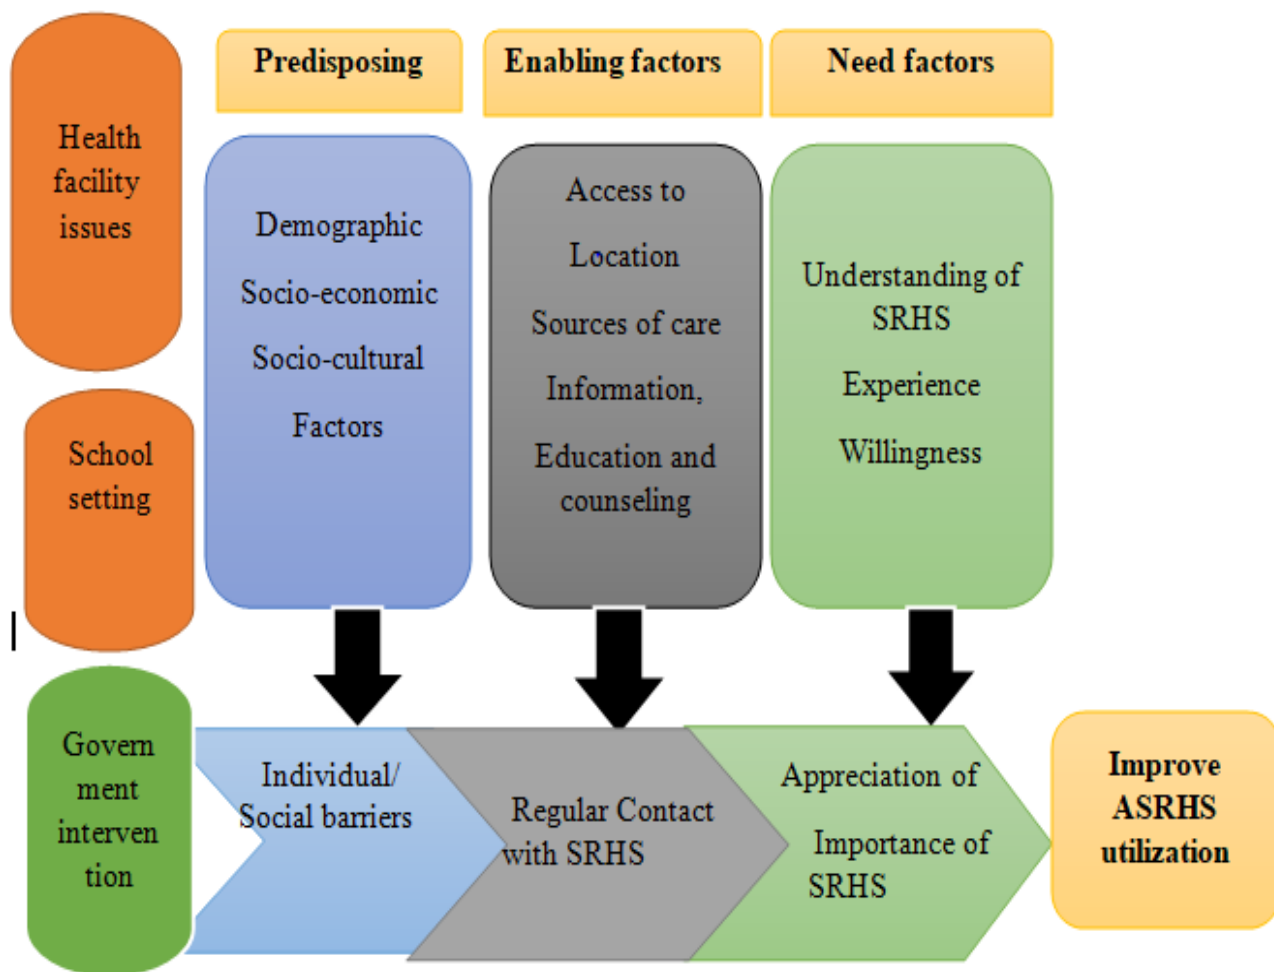 Predisposing
Enabling factors
Need factors
Health
facility
issues
School
setting
Govern
ment
interven
tion
Demographic
Socio-economic
Socio-cultural
Factors
Access to
Location
Sources of care
Information,
Education and
counseling
Understanding of
SRHS
Experience
Willingness
Individual/
Social barriers
Regular Contact
with SRHS
Appreciation of
Importance of
SRHS
Improve
ASRHS
utilization